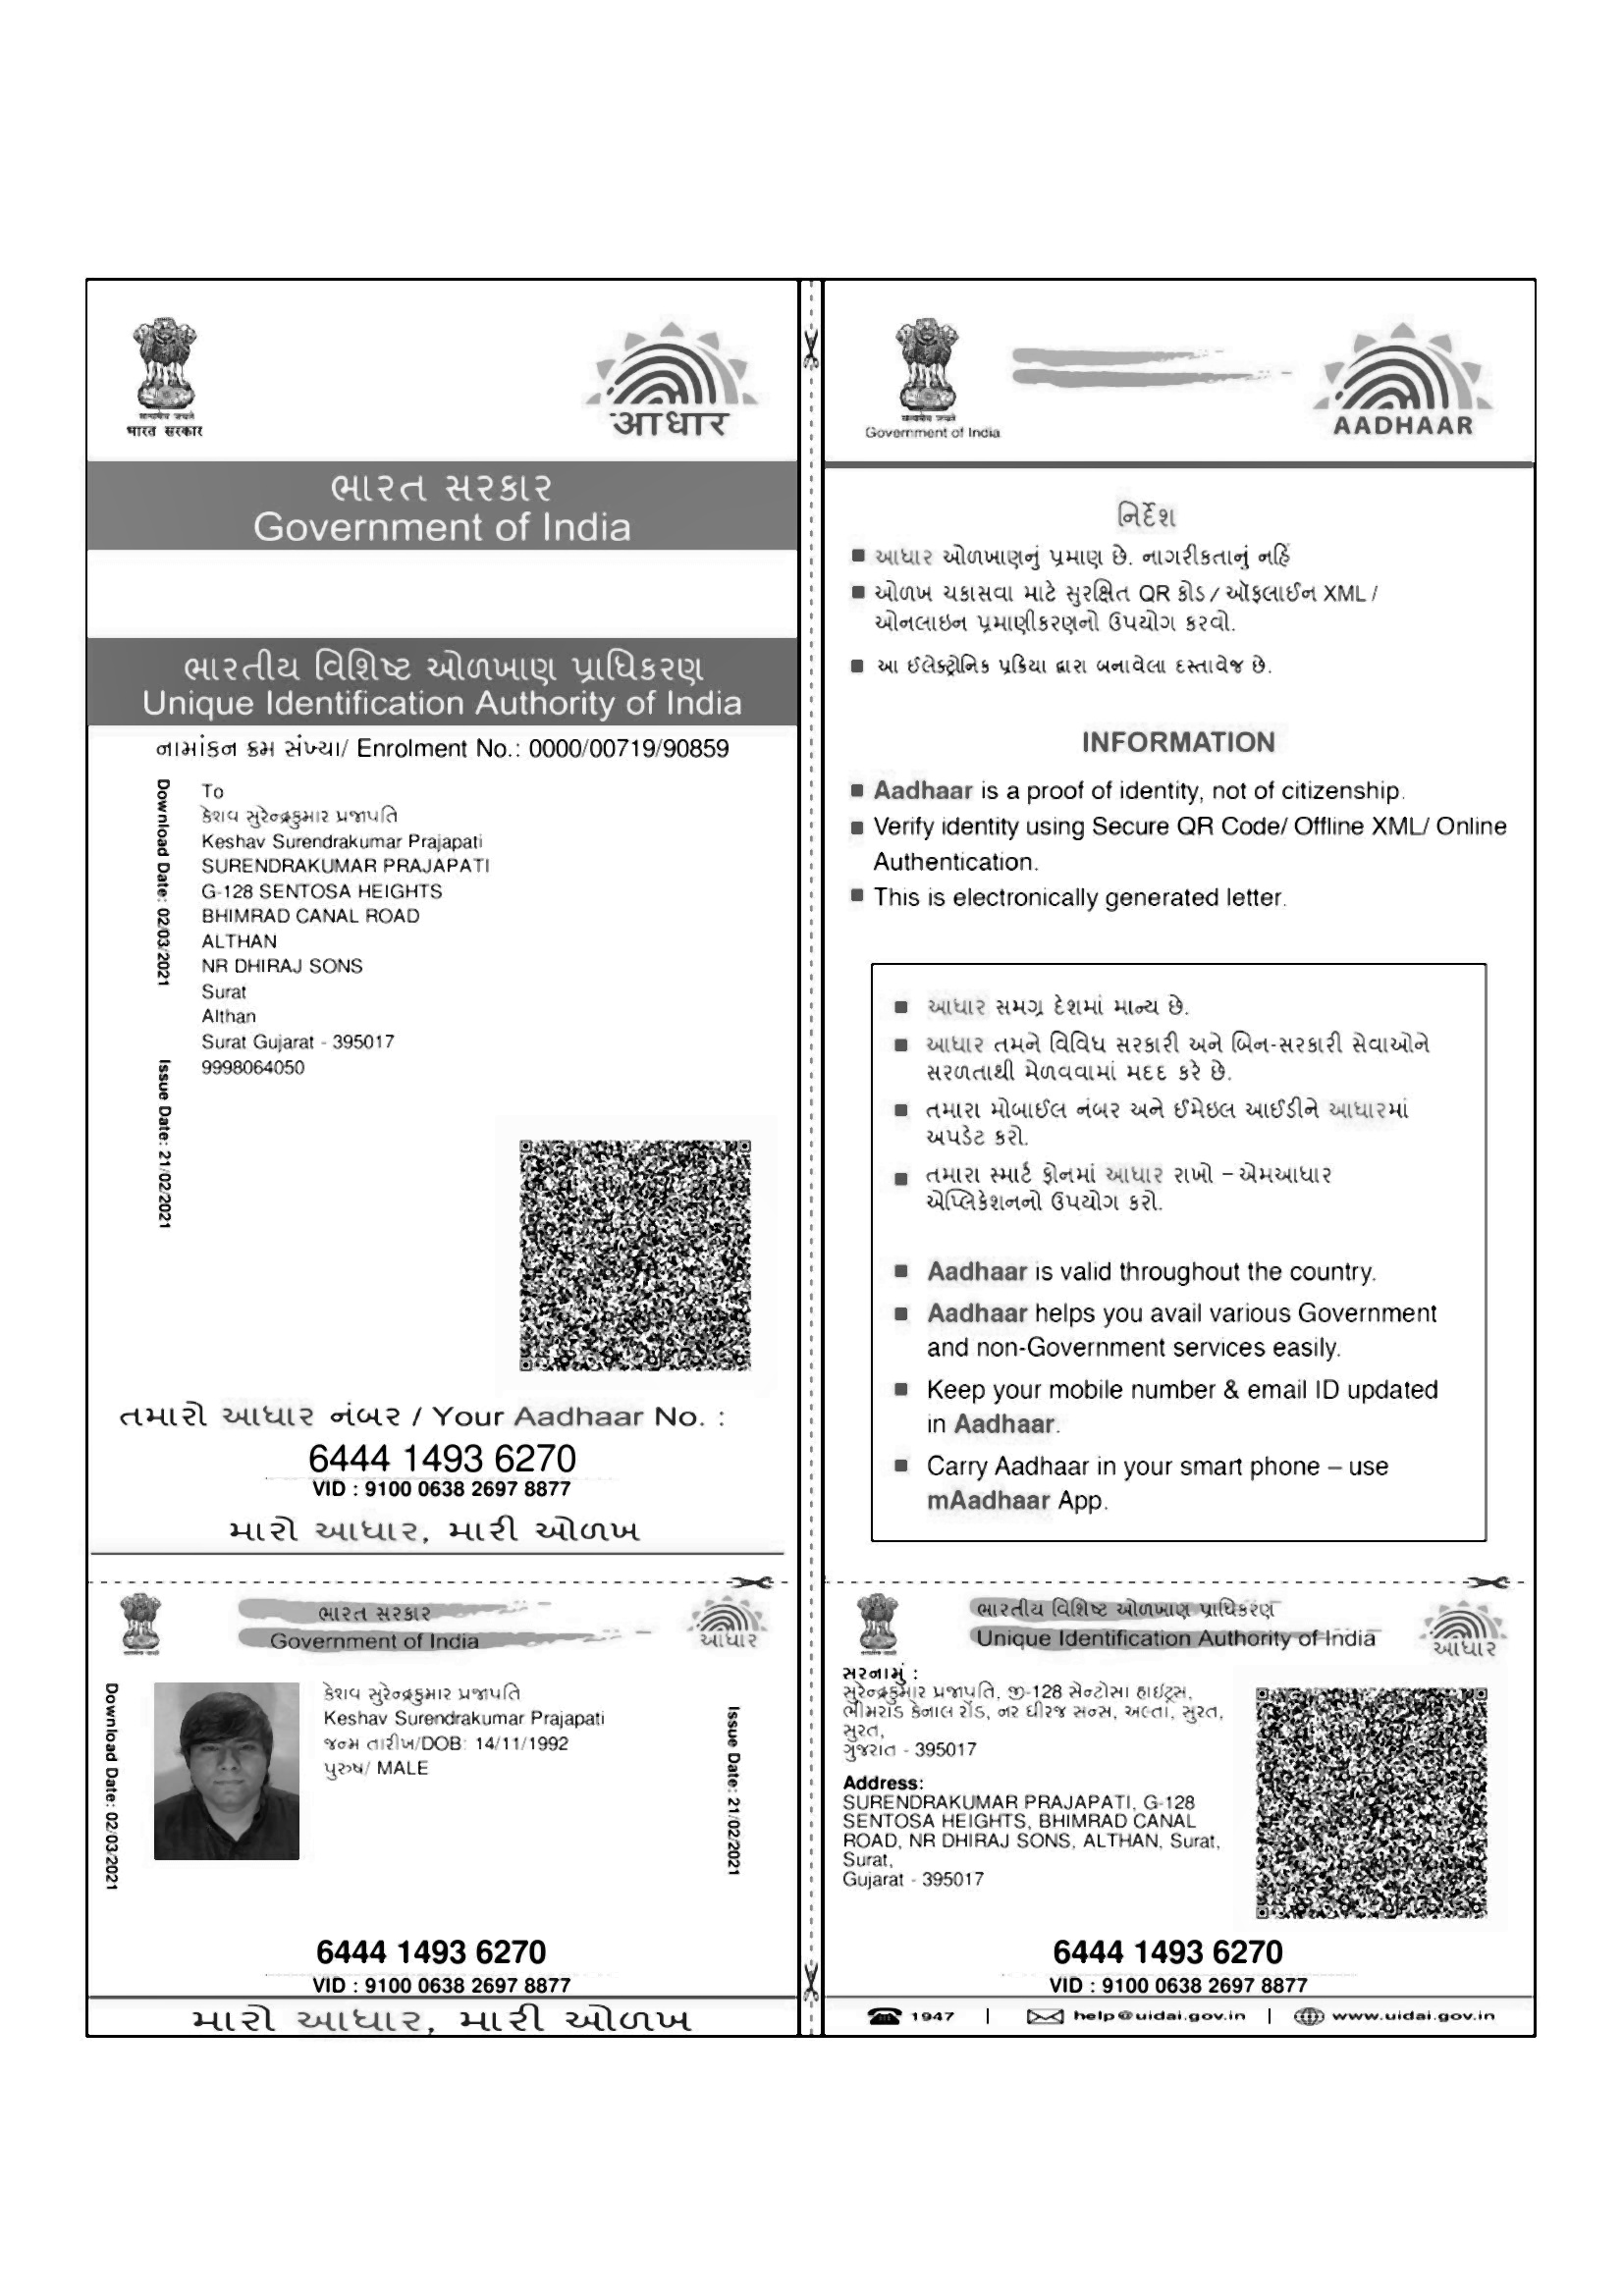 सत्यमेव जयते
भारत सरकार
आधार
ભારત સરકાર
Government of India
ભારતીય વિશિષ્ટ ઓળખાણ પ્રાધિકરણ
Unique Identification Authority of India
નામાંકન ક્રમ સંખ્યા/ Enrolment No.: 0000/00719/90859
Download Date: 02/03/2021
Issue Date: 21/02/2021
To
કેશવ સુરેન્દ્રકુમાર પ્રજાપતિ
Keshav Surendrakumar Prajapati
SURENDRAKUMAR PRAJAPATI
G-128 SENTOSA HEIGHTS
BHIMRAD CANAL ROAD
ALTHAN
NR DHIRAJ SONS
Surat
Althan
Surat Gujarat - 395017
9998064050
તમારો આધાર નંબર / Your Aadhaar No. :
6444 1493 6270
VID : 9100 0638 2697 8877
મારો આધાર, મારી ઓળખ
ભારત સરકાર
Government of India
આધાર
Download Date: 02/03/2021
કેશવ સુરેન્દ્રકુમાર પ્રજાપતિ
Keshav Surendrakumar Prajapati
જન્મ તારીખ/DOB: 14/11/1992
પુરુષ/ MALE
Issue Date: 21/02/2021
6444 1493 6270
VID : 9100 0638 2697 8877
મારો આધાર, મારી ઓળખ
सत्यमेव जयते
Government of India
AADHAAR
નિર્દેશ
આધાર ઓળખાણનું પ્રમાણ છે. નાગરીકતાનું નહિં
ઓળખ ચકાસવા માટે સુરક્ષિત QR કોડ / ઑફલાઈન XML /
ઓનલાઇન પ્રમાણીકરણનો ઉપયોગ કરવો.
આ ઈલેક્ટ્રોનિક પ્રક્રિયા દ્વારા બનાવેલા દસ્તાવેજ છે.
INFORMATION
Aadhaar is a proof of identity, not of citizenship.
Verify identity using Secure QR Code/ Offline XML/ Online
Authentication.
This is electronically generated letter.
આધાર સમગ્ર દેશમાં માન્ય છે.
આધાર તમને વિવિધ સરકારી અને બિન-સરકારી સેવાઓને
સરળતાથી મેળવવામાં મદદ કરે છે.
તમારા મોબાઈલ નંબર અને ઈમેઇલ આઈડીને આધારમાં
અપડેટ કરો.
તમારા સ્માર્ટ ફોનમાં આધાર રાખો – એમઆધાર
એપ્લિકેશનનો ઉપયોગ કરો.
Aadhaar is valid throughout the country.
Aadhaar helps you avail various Government
and non-Government services easily.
Keep your mobile number & email ID updated
in Aadhaar.
Carry Aadhaar in your smart phone – use
mAadhaar App.
ભારતીય વિશિષ્ટ ઓળખાણ પ્રાધિકરણ
Unique Identification Authority of India
આધાર
સરનામું :
સુરેન્દ્રકુમાર પ્રજાપતિ, જી-128 સેન્ટોસા હાઇટ્સ,
ભીમરાડ કેનાલ રોડ, નર ધીરજ સન્સ, અલ્તા, સુરત,
સુરત,
ગુજરાત - 395017
Address:
SURENDRAKUMAR PRAJAPATI, G-128
SENTOSA HEIGHTS, BHIMRAD CANAL
ROAD, NR DHIRAJ SONS, ALTHAN, Surat,
Surat,
Gujarat - 395017
6444 1493 6270
VID : 9100 0638 2697 8877
1947 | help@uidai.gov.in | www.uidai.gov.in